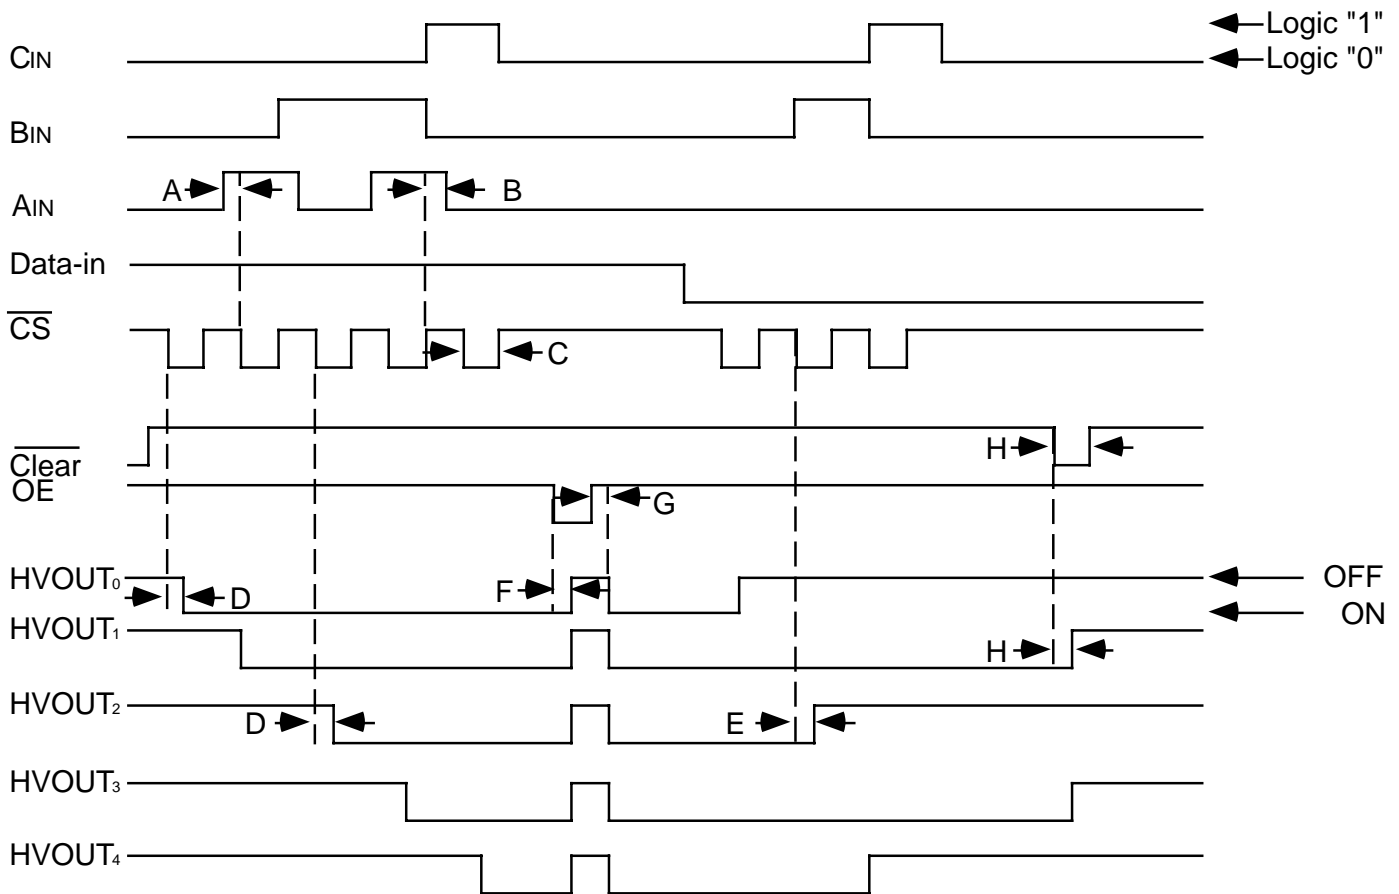 Logic "1"
CIN
Logic "0"
BIN
A
B
AIN
Data-in
CS
C
H
Clear
OE
G
HVOUT0
F
OFF
D
ON
HVOUT1
H
HVOUT2
D
E
HVOUT3
HVOUT4